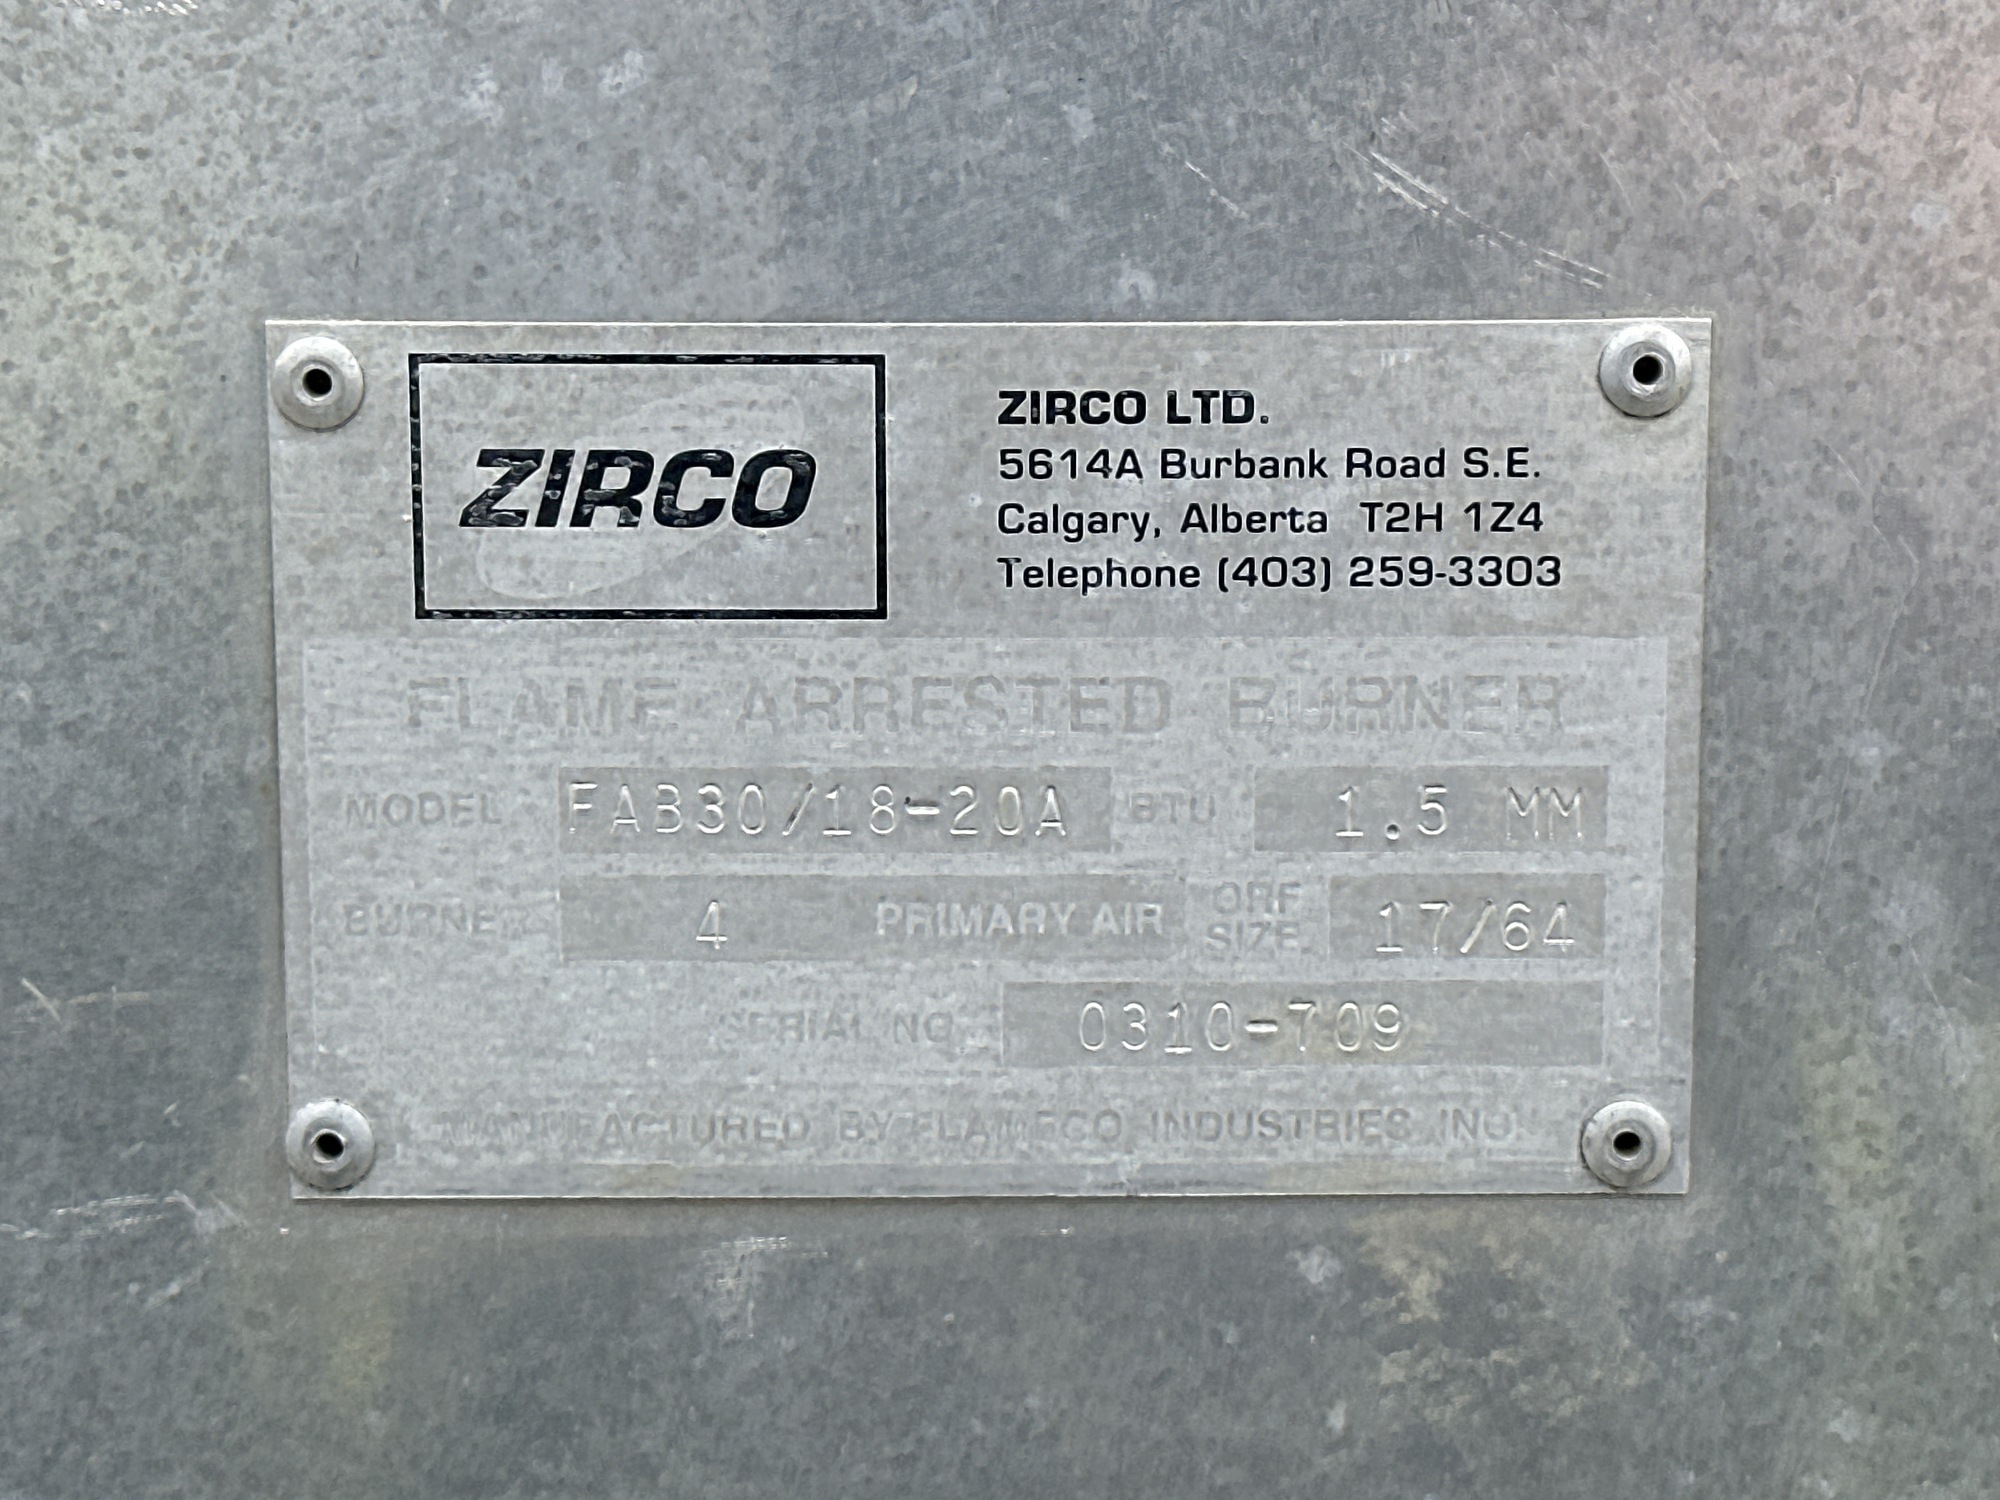 ZIRCO
ZIRCO LTD.
5614A Burbank Road S.E.
Calgary, Alberta T2H 1Z4
Telephone (403) 259-3303
FLAME ARRESTED BURNER
MODEL FAB30/18-20A BTU 1.5 MM
BURNER 4 PRIMARY AIR ORF SIZE 17/64
SERIAL NO. 0310-709
MANUFACTURED BY FLAMECO INDUSTRIES INC.